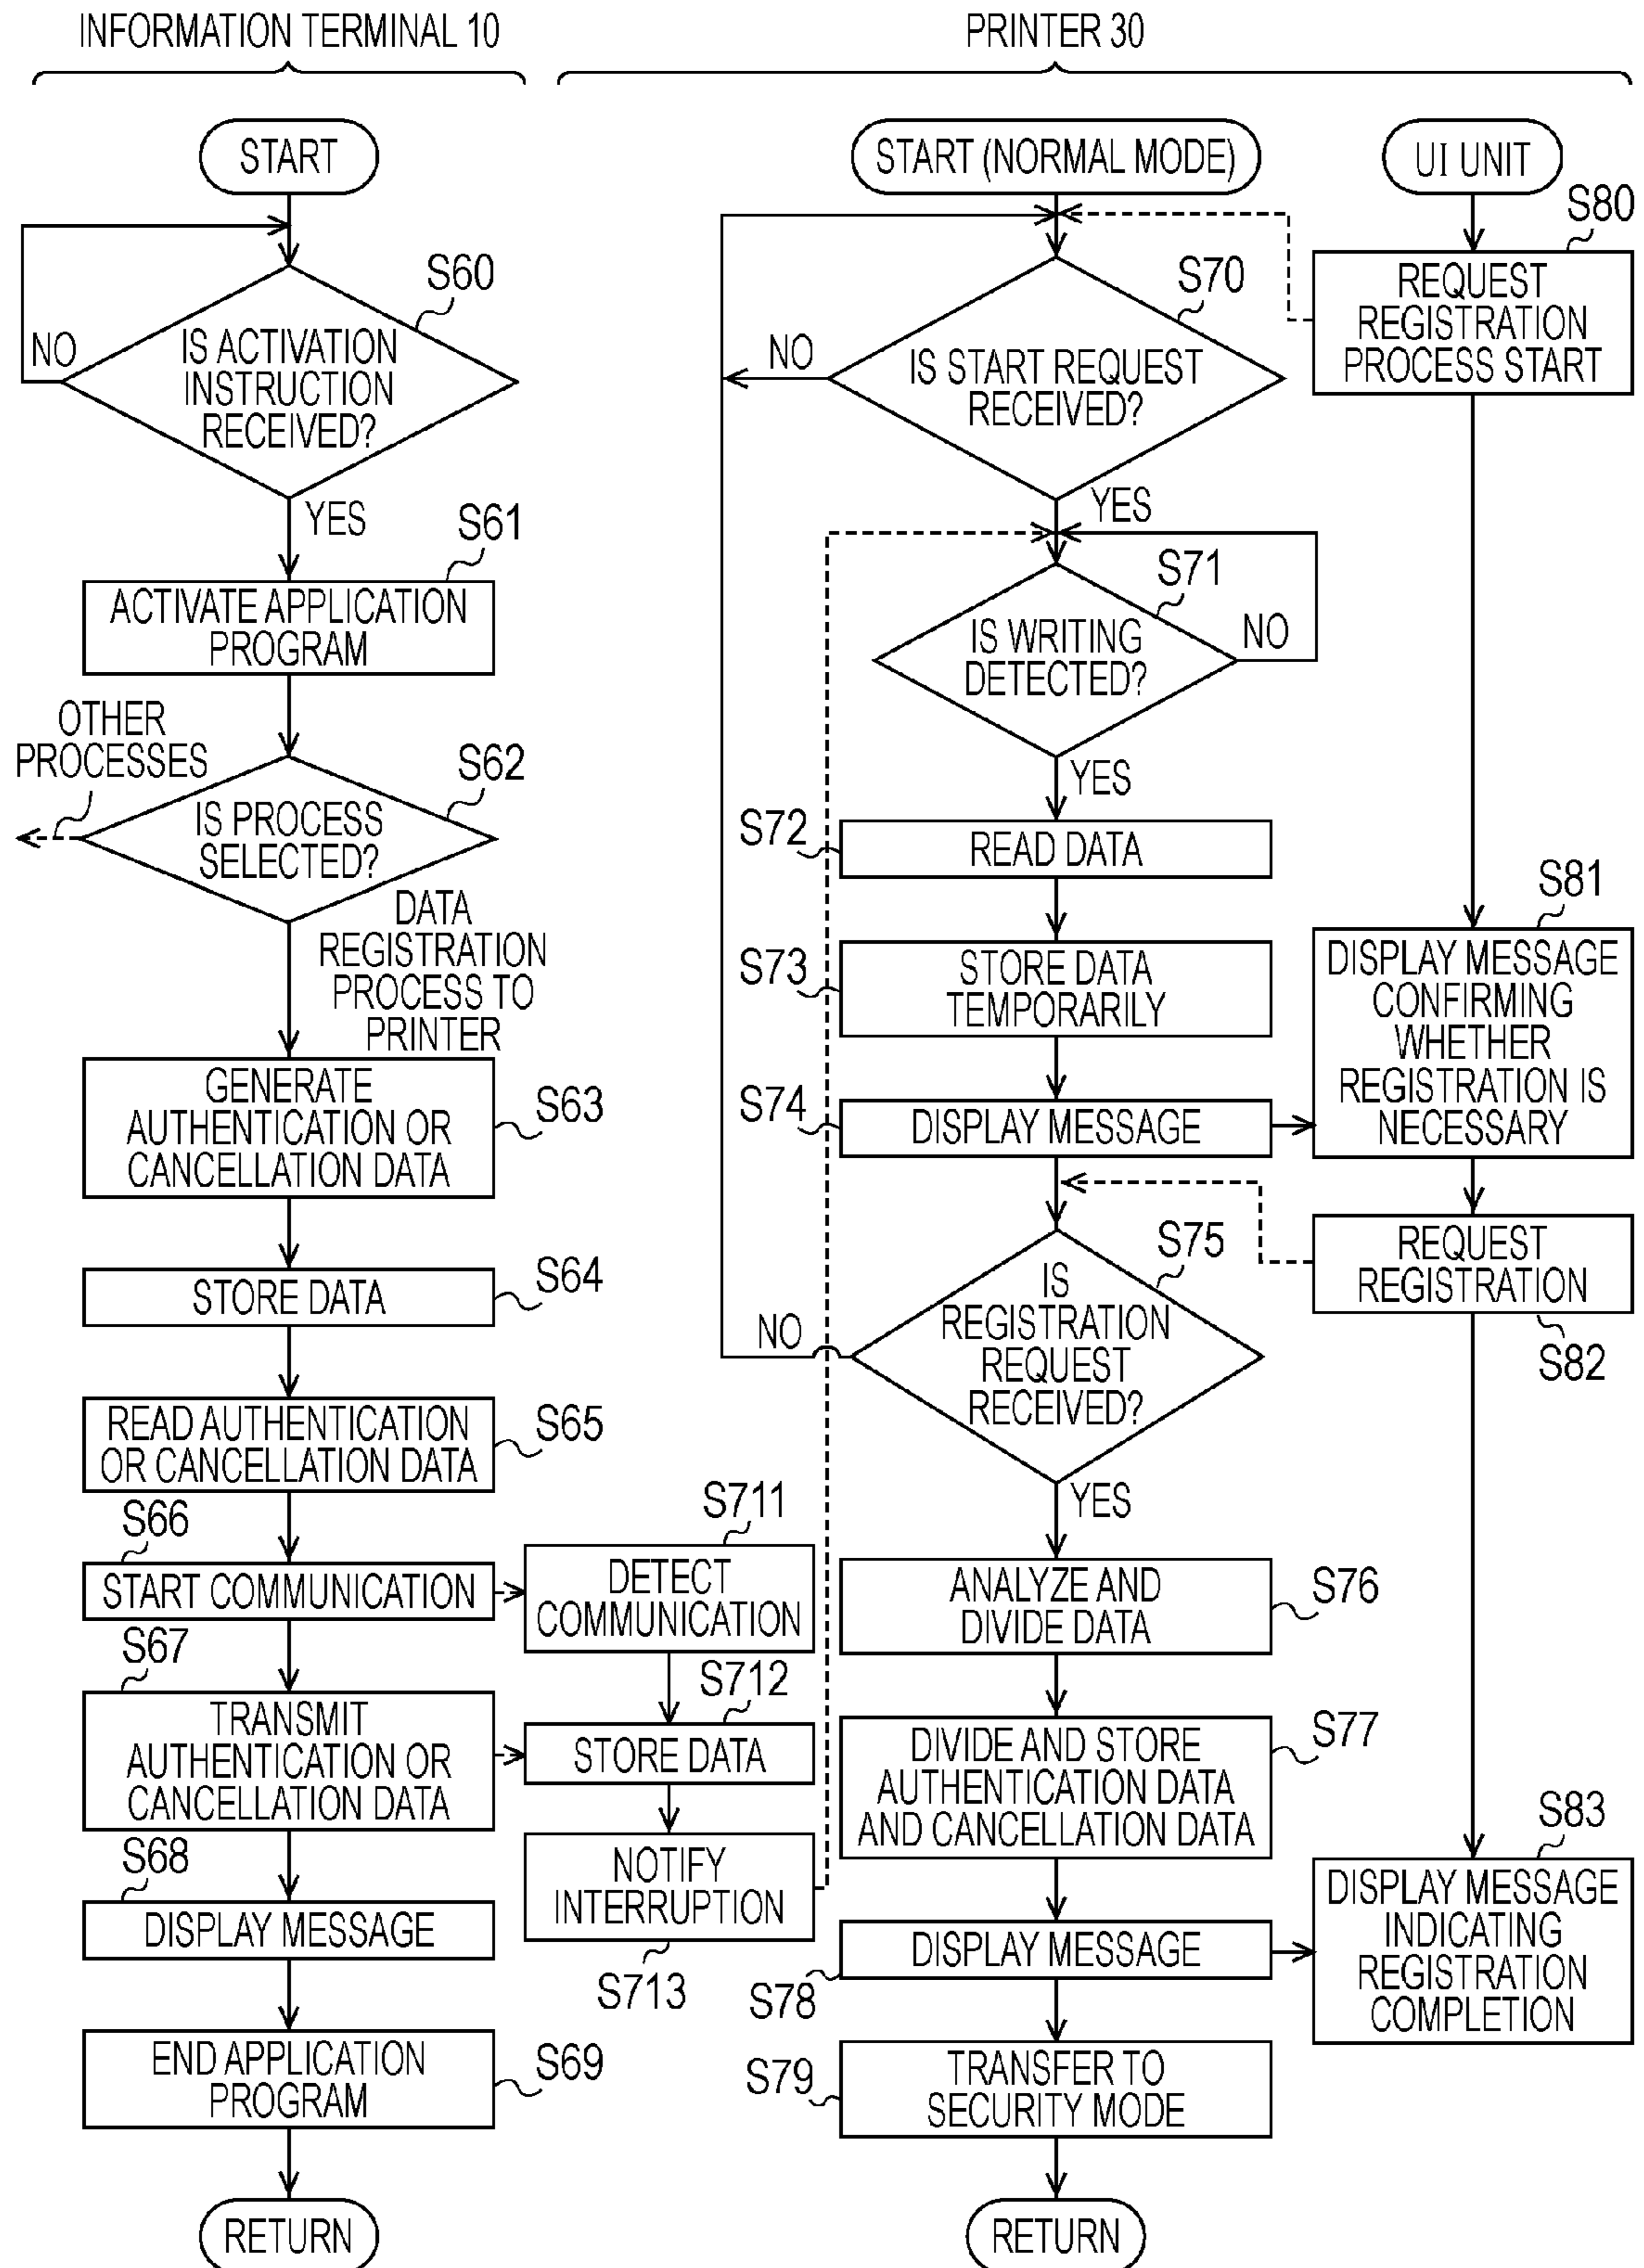 INFORMATION TERMINAL 10
PRINTER 30
START
S60
IS ACTIVATION
INSTRUCTION
RECEIVED?
NO
YES
S61
ACTIVATE APPLICATION
PROGRAM
OTHER
PROCESSES
S62
IS PROCESS
SELECTED?
DATA
REGISTRATION
PROCESS TO
PRINTER
GENERATE
AUTHENTICATION OR
CANCELLATION DATA
S63
STORE DATA
S64
READ AUTHENTICATION
OR CANCELLATION DATA
S65
S66
START COMMUNICATION
S67
TRANSMIT
AUTHENTICATION OR
CANCELLATION DATA
S68
DISPLAY MESSAGE
END APPLICATION
PROGRAM
S69
RETURN
S711
DETECT
COMMUNICATION
S712
STORE DATA
NOTIFY
INTERRUPTION
S713
START (NORMAL MODE)
S70
IS START REQUEST
RECEIVED?
NO
YES
S71
IS WRITING
DETECTED?
NO
YES
S72
READ DATA
S73
STORE DATA
TEMPORARILY
S74
DISPLAY MESSAGE
S75
IS
REGISTRATION
REQUEST
RECEIVED?
NO
YES
ANALYZE AND
DIVIDE DATA
S76
DIVIDE AND STORE
AUTHENTICATION DATA
AND CANCELLATION DATA
S77
DISPLAY MESSAGE
S78
S79
TRANSFER TO
SECURITY MODE
RETURN
UI UNIT
S80
REQUEST
REGISTRATION
PROCESS START
S81
DISPLAY MESSAGE
CONFIRMING
WHETHER
REGISTRATION IS
NECESSARY
REQUEST
REGISTRATION
S82
S83
DISPLAY MESSAGE
INDICATING
REGISTRATION
COMPLETION